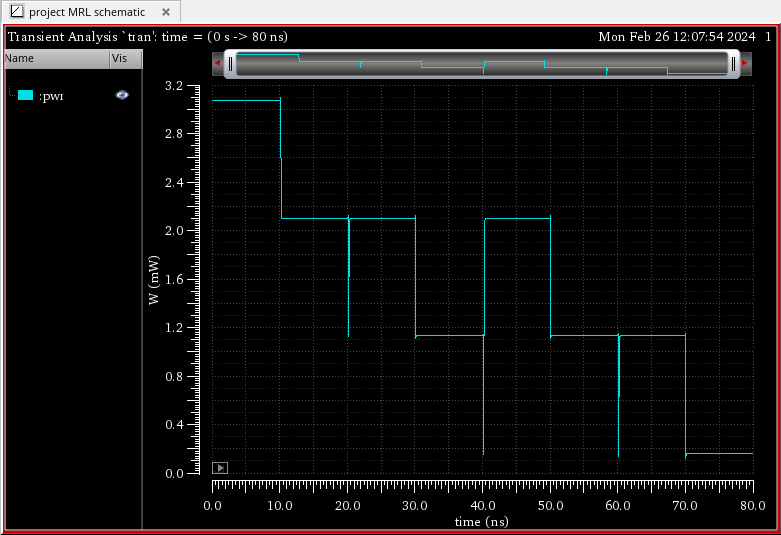 project MRL schematic
Transient Analysis `tran': time = (0 s -> 80 ns)
Mon Feb 26 12:07:54 2024 1
Name
Vis
:pwr
3.2
2.8
2.4
2.0
1.6
1.2
0.8
0.4
0.0
W (mW)
0.0 10.0 20.0 30.0 40.0 50.0 60.0 70.0 80.0
time (ns)